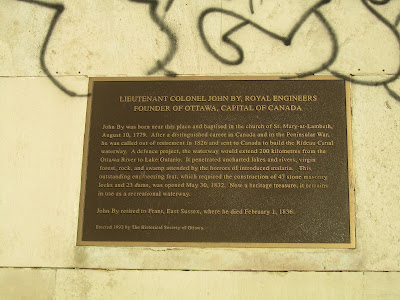 LIEUTENANT COLONEL JOHN BY, ROYAL ENGINEERS
FOUNDER OF OTTAWA, CAPITAL OF CANADA
John By was born near this place and baptised in the church of St. Mary-at-Lambeth,
August 10, 1779. After a distinguished career in Canada and in the Peninsular War,
he was called out of retirement in 1826 and sent to Canada to build the Rideau Canal
waterway. A defence project, the waterway would extend 200 kilometres from the
Ottawa River to Lake Ontario. It penetrated uncharted lakes and rivers, virgin
forest, rock, and swamp attended by the horrors of introduced malaria. This
outstanding engineering feat, which required the construction of 47 stone masonry
locks and 23 dams, was opened May 30, 1832. Now a heritage treasure, it remains
in use as a recreational waterway.
John By retired to Frant, East Sussex, where he died February 1, 1836.
Erected by The Historical Society of Ottawa.